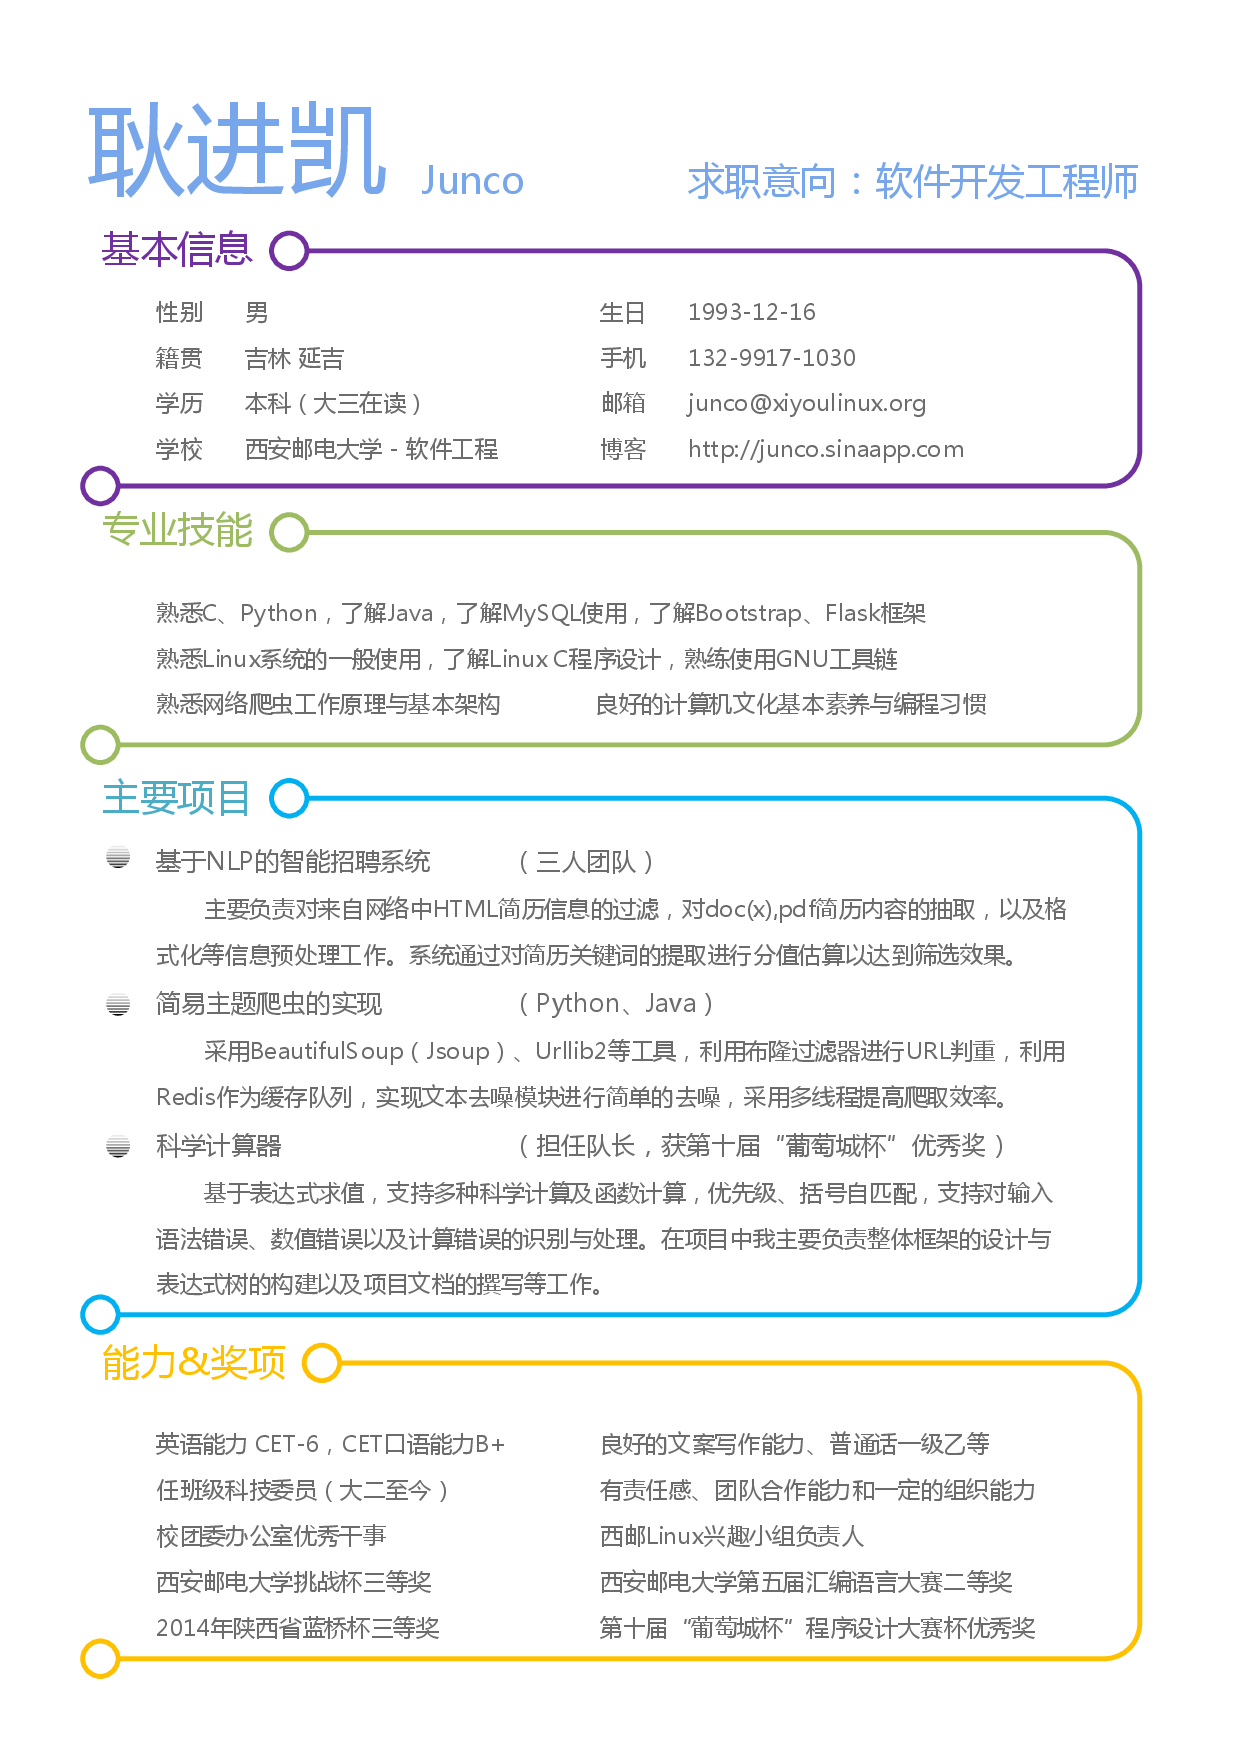 耿进凯 Junco 求职意向：软件开发工程师
基本信息
性别 男 生日 1993-12-16
籍贯 吉林 延吉 手机 132-9917-1030
学历 本科（大三在读） 邮箱 junco@xiyoulinux.org
学校 西安邮电大学 - 软件工程 博客 http://junco.sinaapp.com
专业技能
熟悉C、Python，了解Java，了解MySQL使用，了解Bootstrap、Flask框架
熟悉Linux系统的一般使用，了解Linux C程序设计，熟练使用GNU工具链
熟悉网络爬虫工作原理与基本架构 良好的计算机文化基本素养与编程习惯
主要项目
基于NLP的智能招聘系统 （三人团队）
主要负责对来自网络中HTML简历信息的过滤，对doc(x),pdf简历内容的抽取，以及格
式化等信息预处理工作。系统通过对简历关键词的提取进行分值估算以达到筛选效果。
简易主题爬虫的实现 （Python、Java）
采用BeautifulSoup（Jsoup）、Urllib2等工具，利用布隆过滤器进行URL判重，利用
Redis作为缓存队列，实现文本去噪模块进行简单的去噪，采用多线程提高爬取效率。
科学计算器 （担任队长，获第十届“葡萄城杯”优秀奖）
基于表达式求值，支持多种科学计算及函数计算，优先级、括号自匹配，支持对输入
语法错误、数值错误以及计算错误的识别与处理。在项目中我主要负责整体框架的设计与
表达式树的构建以及项目文档的撰写等工作。
能力&奖项
英语能力 CET-6，CET口语能力B+ 良好的文案写作能力、普通话一级乙等
任班级科技委员（大二至今） 有责任感、团队合作能力和一定的组织能力
校团委办公室优秀干事 西邮Linux兴趣小组负责人
西安邮电大学挑战杯三等奖 西安邮电大学第五届汇编语言大赛二等奖
2014年陕西省蓝桥杯三等奖 第十届“葡萄城杯”程序设计大赛杯优秀奖